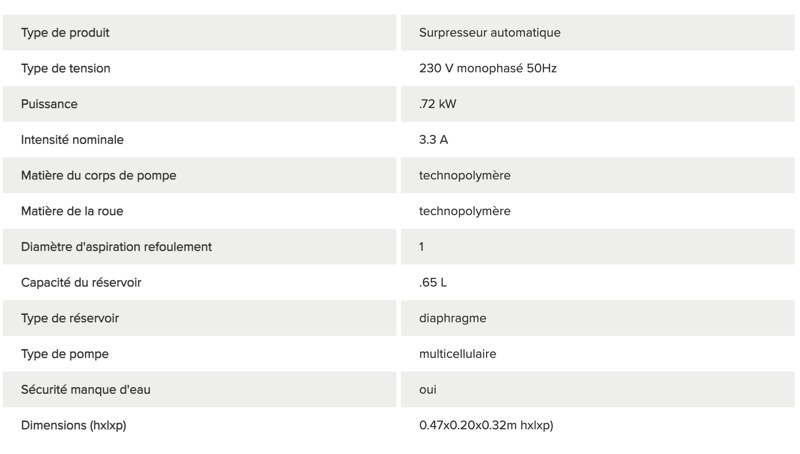 Type de produit Surpresseur automatique
Type de tension 230 V monophasé 50Hz
Puissance .72 kW
Intensité nominale 3.3 A
Matière du corps de pompe technopolymère
Matière de la roue technopolymère
Diamètre d'aspiration refoulement 1
Capacité du réservoir .65 L
Type de réservoir diaphragme
Type de pompe multicellulaire
Sécurité manque d'eau oui
Dimensions (hxlxp) 0.47x0.20x0.32m hxlxp)